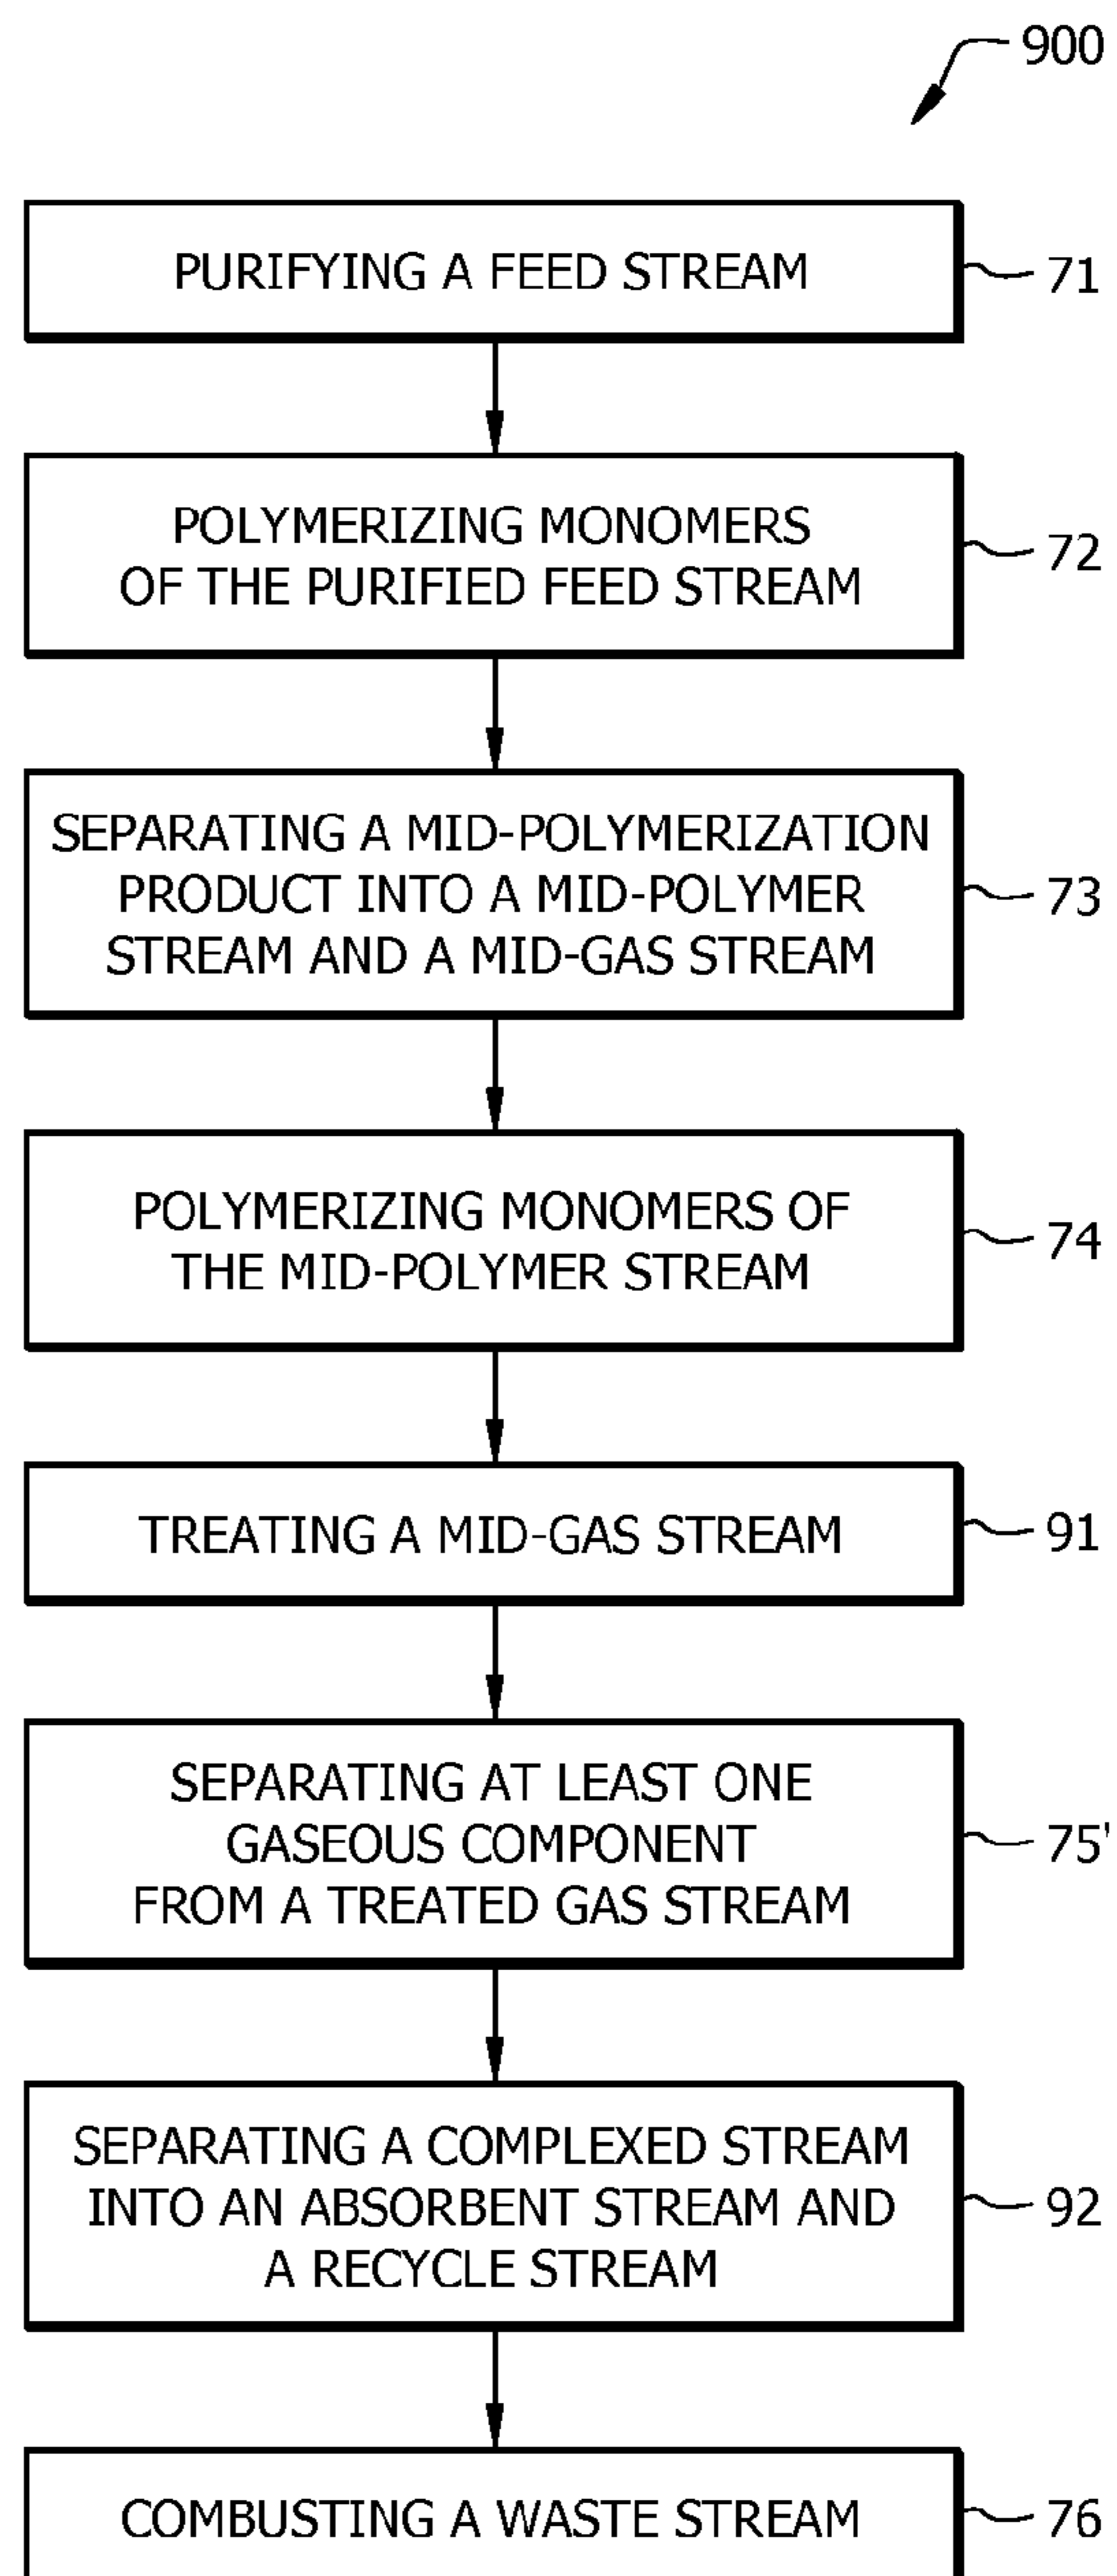 900
PURIFYING A FEED STREAM
71
POLYMERIZING MONOMERS
OF THE PURIFIED FEED STREAM
72
SEPARATING A MID-POLYMERIZATION
PRODUCT INTO A MID-POLYMER
STREAM AND A MID-GAS STREAM
73
POLYMERIZING MONOMERS OF
THE MID-POLYMER STREAM
74
TREATING A MID-GAS STREAM
91
SEPARATING AT LEAST ONE
GASEOUS COMPONENT
FROM A TREATED GAS STREAM
75'
SEPARATING A COMPLEXED STREAM
INTO AN ABSORBENT STREAM AND
A RECYCLE STREAM
92
COMBUSTING A WASTE STREAM
76